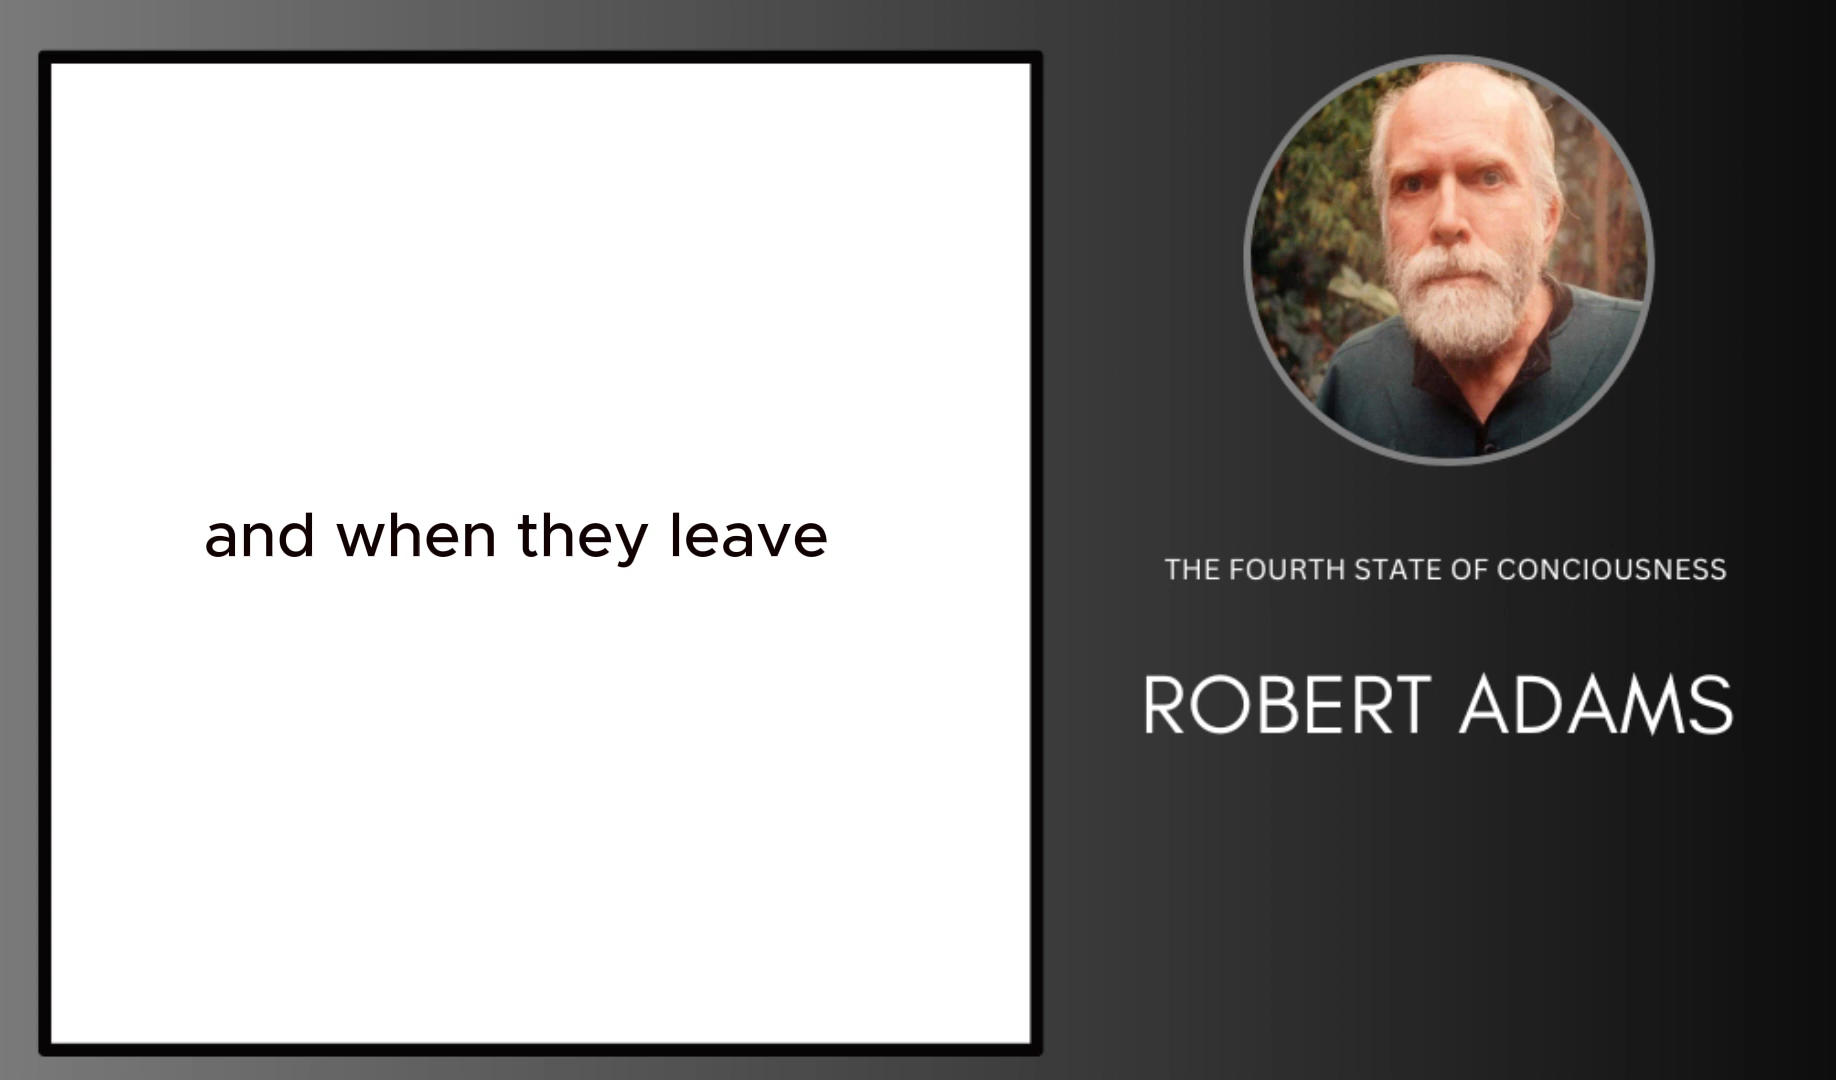 and when they leave
THE FOURTH STATE OF CONCIOUSNESS
ROBERT ADAMS